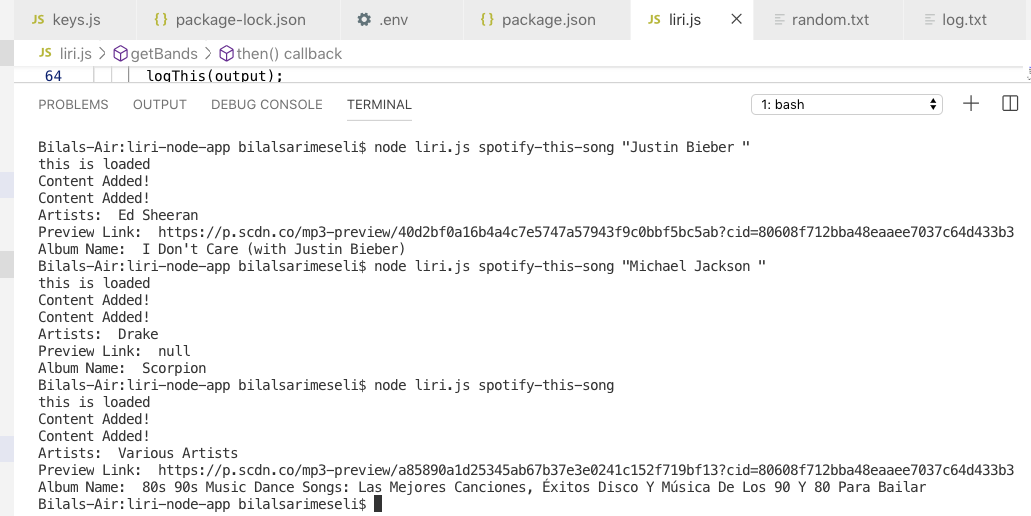 JS keys.js {} package-lock.json .env {} package.json JS liri.js × random.txt log.txt
JS liri.js > getBands > then() callback
64 logThis(output);
PROBLEMS OUTPUT DEBUG CONSOLE TERMINAL 1: bash
Bilals-Air:liri-node-app bilalsarimeseli$ node liri.js spotify-this-song "Justin Bieber "
this is loaded
Content Added!
Content Added!
Artists:  Ed Sheeran
Preview Link:  https://p.scdn.co/mp3-preview/40d2bf0a16b4a4c7e5747a57943f9c0bbf5bc5ab?cid=80608f712bba48eaaee7037c64d433b3
Album Name:  I Don't Care (with Justin Bieber)
Bilals-Air:liri-node-app bilalsarimeseli$ node liri.js spotify-this-song "Michael Jackson "
this is loaded
Content Added!
Content Added!
Artists:  Drake
Preview Link:  null
Album Name:  Scorpion
Bilals-Air:liri-node-app bilalsarimeseli$ node liri.js spotify-this-song
this is loaded
Content Added!
Content Added!
Artists:  Various Artists
Preview Link:  https://p.scdn.co/mp3-preview/a85890a1d25345ab67b37e3e0241c152f719bf13?cid=80608f712bba48eaaee7037c64d433b3
Album Name:  80s 90s Music Dance Songs: Las Mejores Canciones, Éxitos Disco Y Música De Los 90 Y 80 Para Bailar
Bilals-Air:liri-node-app bilalsarimeseli$